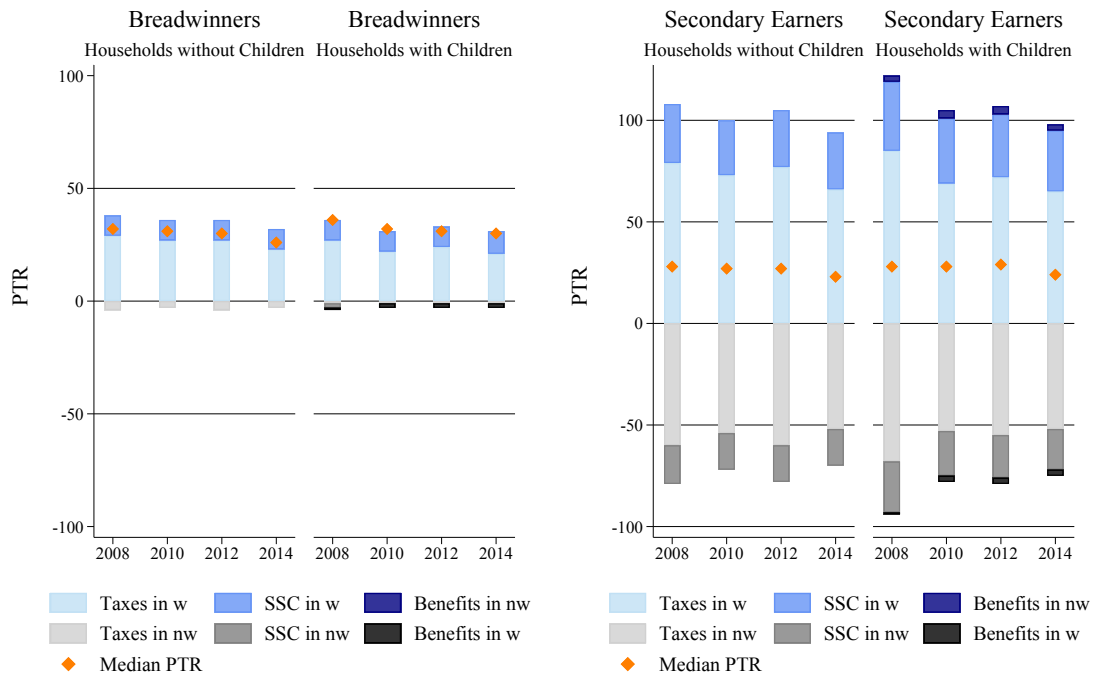 Breadwinners
Households without Children
Breadwinners
Households with Children
PTR
100
50
0
-50
-100
2008 2010 2012 2014
2008 2010 2012 2014
Taxes in w
SSC in w
Benefits in nw
Taxes in nw
SSC in nw
Benefits in w
Median PTR
Secondary Earners
Households without Children
Secondary Earners
Households with Children
PTR
100
50
0
-50
-100
2008 2010 2012 2014
2008 2010 2012 2014
Taxes in w
SSC in w
Benefits in nw
Taxes in nw
SSC in nw
Benefits in w
Median PTR